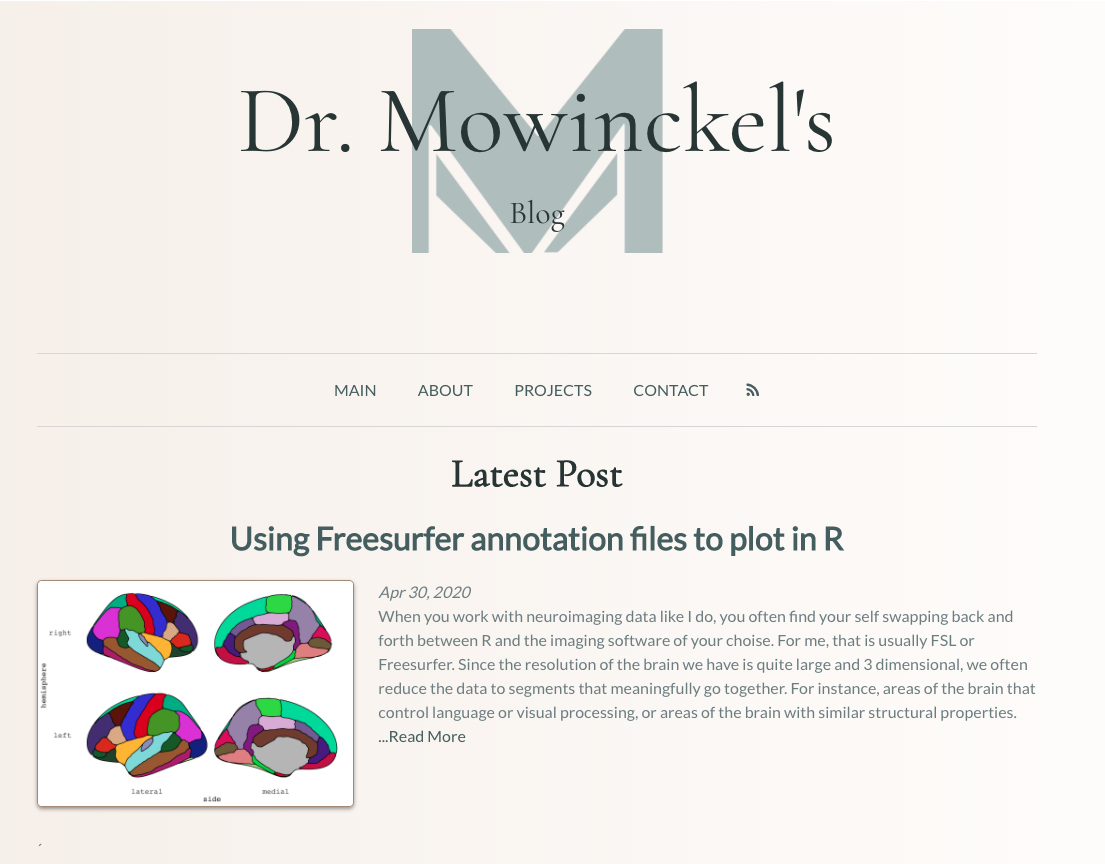 Dr. Mowinckel's
Blog
MAIN ABOUT PROJECTS CONTACT
Latest Post
Using Freesurfer annotation files to plot in R
Apr 30, 2020
When you work with neuroimaging data like I do, you often find your self swapping back and
forth between R and the imaging software of your choise. For me, that is usually FSL or
Freesurfer. Since the resolution of the brain we have is quite large and 3 dimensional, we often
reduce the data to segments that meaningfully go together. For instance, areas of the brain that
control language or visual processing, or areas of the brain with similar structural properties.
...Read More
right
hemisphere
left
lateral medial
side